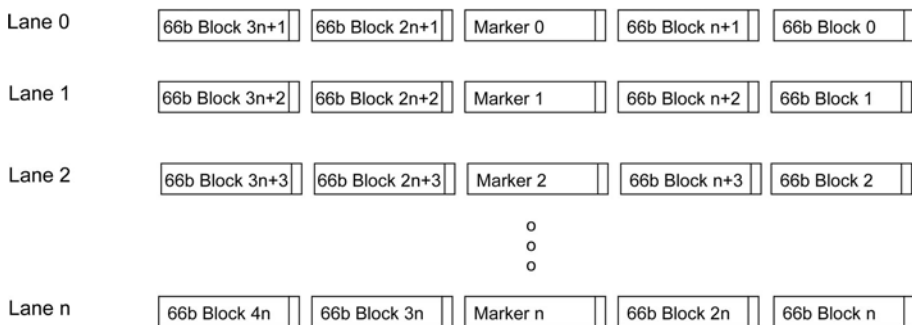 Lane 0 66b Block 3n+1 66b Block 2n+1 Marker 0 66b Block n+1 66b Block 0
Lane 1 66b Block 3n+2 66b Block 2n+2 Marker 1 66b Block n+2 66b Block 1
Lane 2 66b Block 3n+3 66b Block 2n+3 Marker 2 66b Block n+3 66b Block 2
o
o
o
Lane n 66b Block 4n 66b Block 3n Marker n 66b Block 2n 66b Block n